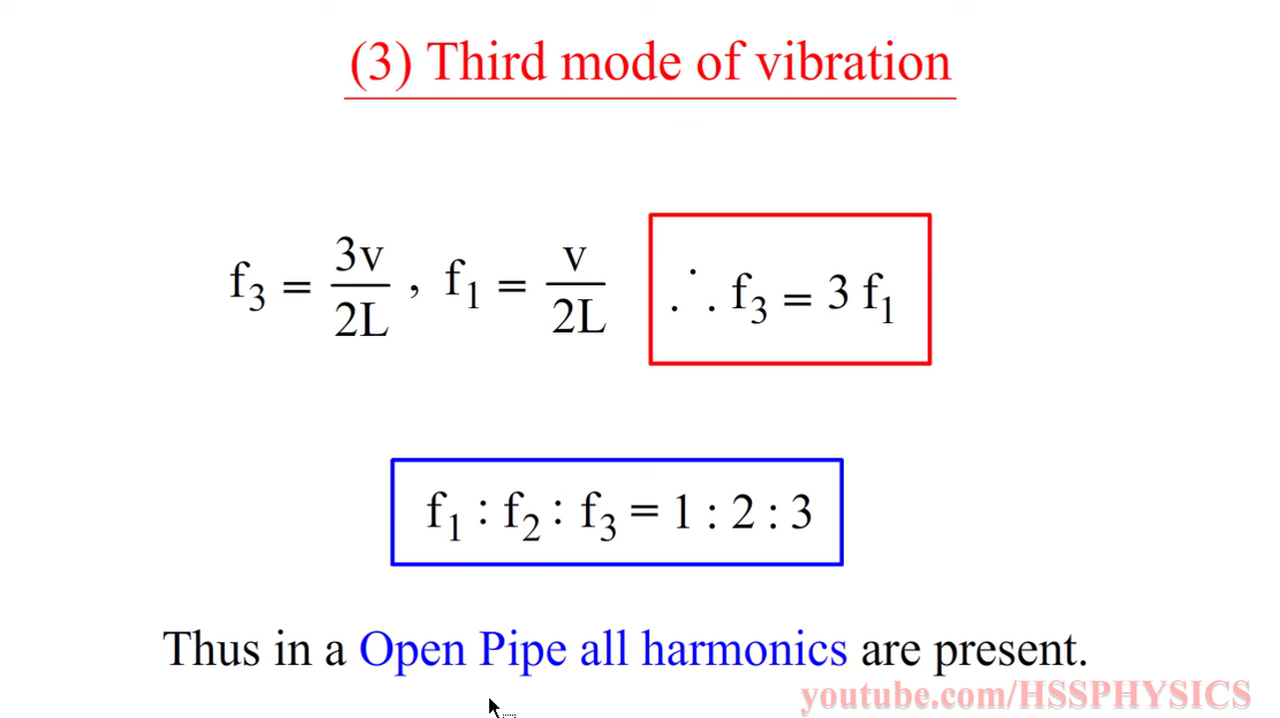 (3) Third mode of vibration
f₃ = 3v/2L , f₁ = v/2L ∴ f₃ = 3 f₁
f₁ : f₂ : f₃ = 1 : 2 : 3
Thus in a Open Pipe all harmonics are present.
youtube.com/HSSPHYSICS